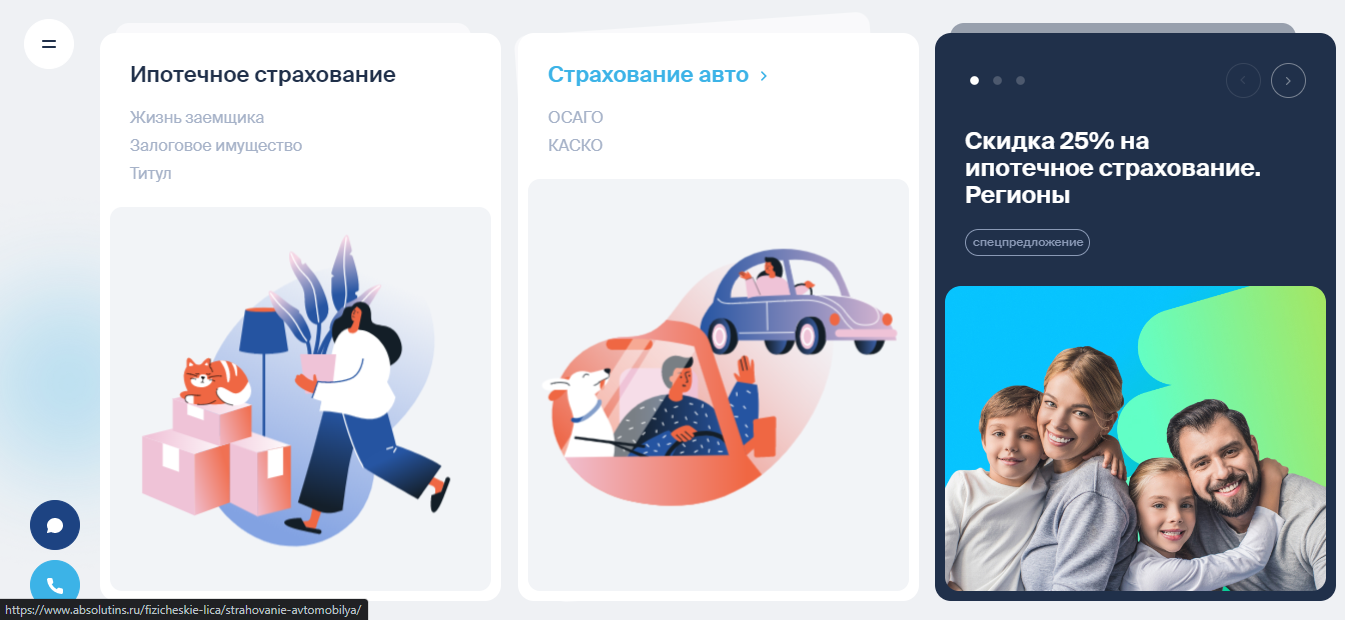 Ипотечное страхование
Жизнь заемщика
Залоговое имущество
Титул
Страхование авто
ОСАГО
КАСКО
Скидка 25% на
ипотечное страхование.
Регионы
спецпредложение
https://www.absolutins.ru/fizicheskie-lica/strahovanie-avtomobilya/